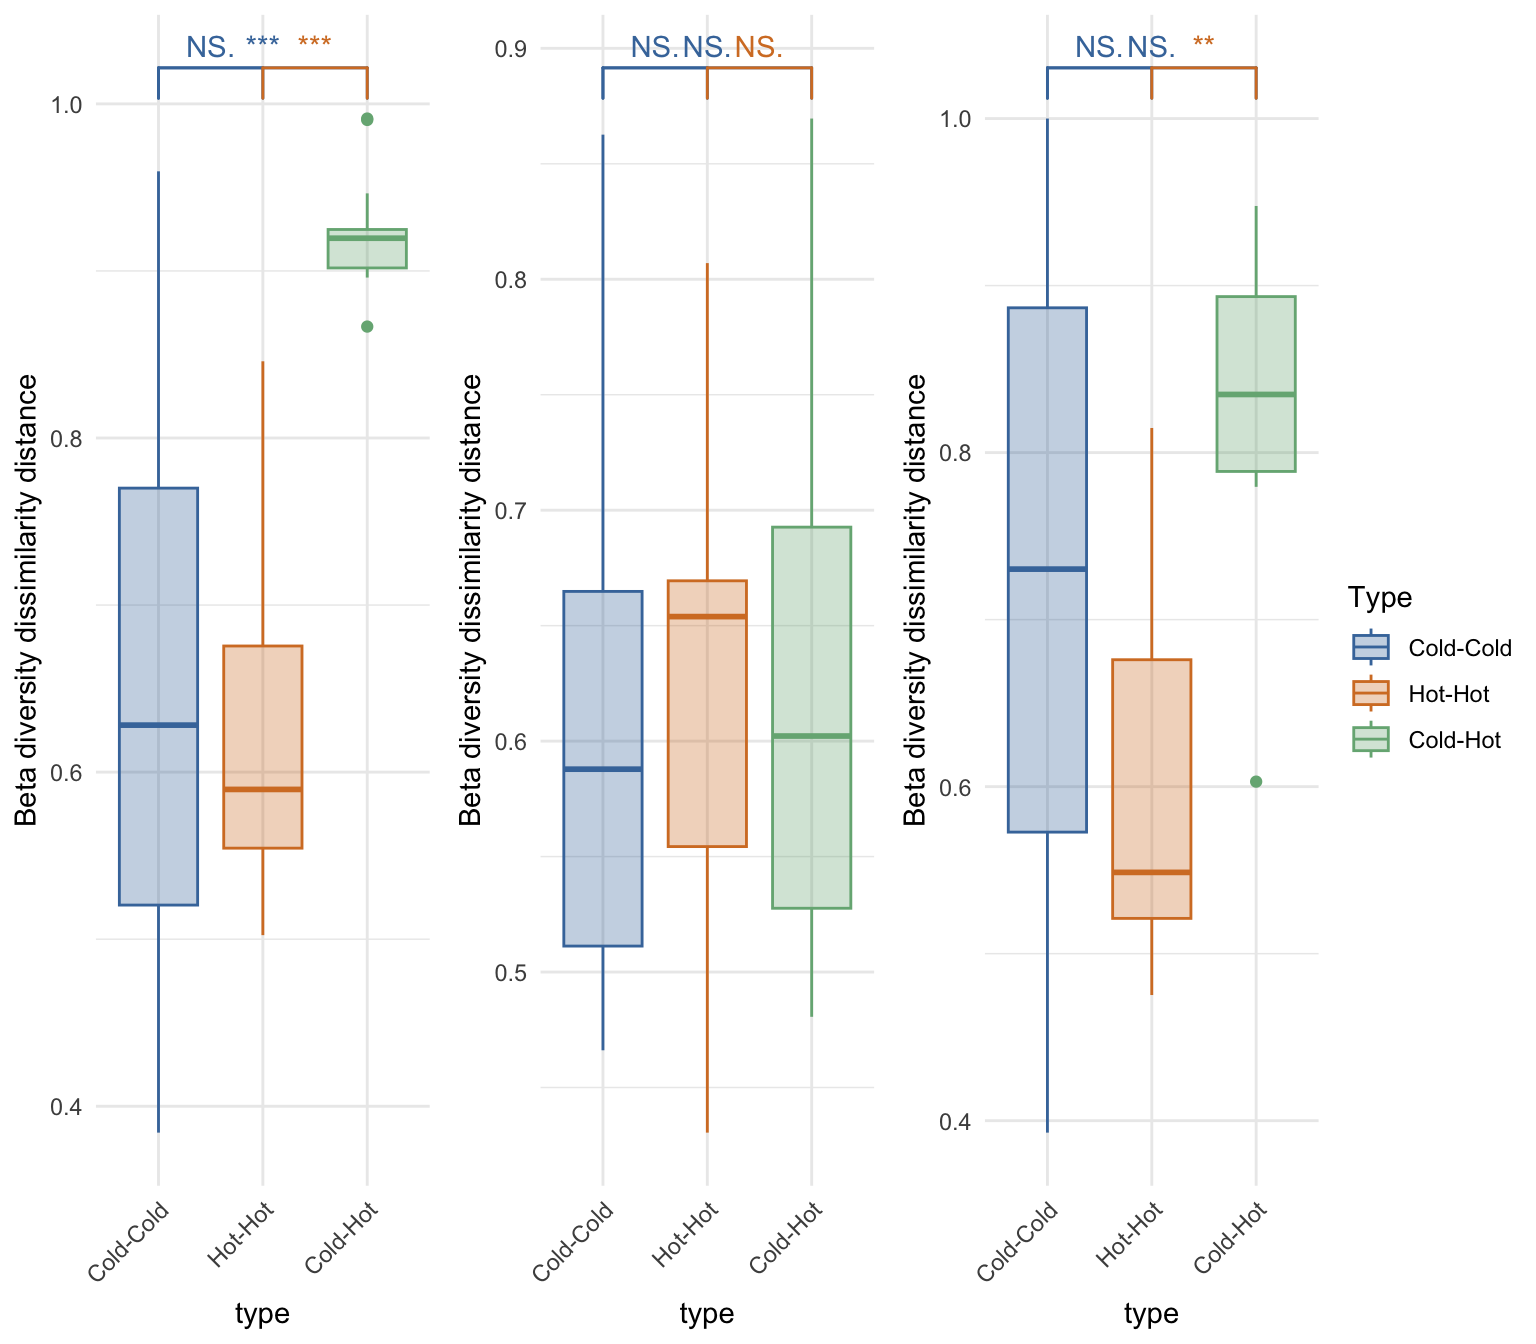 NS. *** ***
Beta diversity dissimilarity distance
1.0
0.8
0.6
0.4
Cold-Cold
Hot-Hot
Cold-Hot
type
NS. NS. NS.
Beta diversity dissimilarity distance
0.9
0.8
0.7
0.6
0.5
Cold-Cold
Hot-Hot
Cold-Hot
type
NS. NS. **
Beta diversity dissimilarity distance
1.0
0.8
0.6
0.4
Cold-Cold
Hot-Hot
Cold-Hot
type
Type
Cold-Cold
Hot-Hot
Cold-Hot